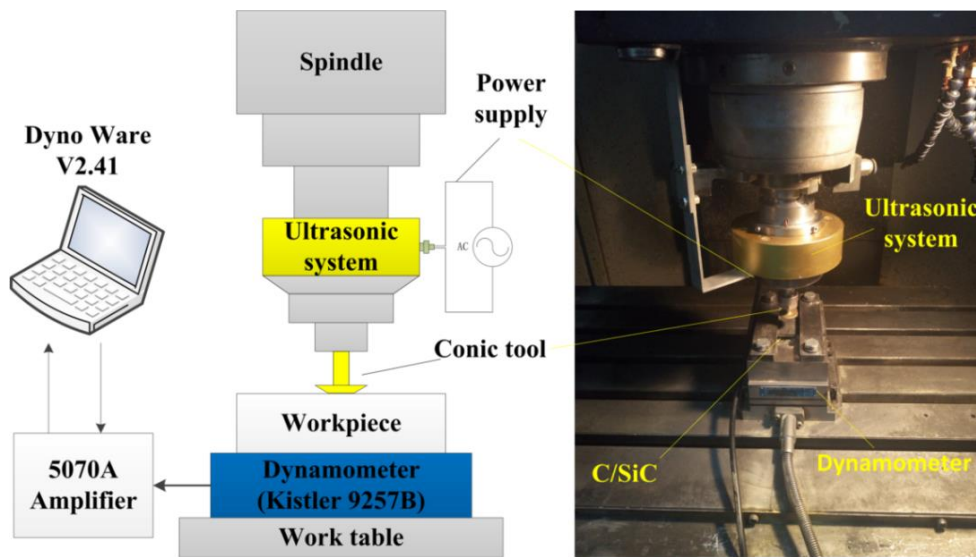 Spindle
Power
supply
Dyno Ware
V2.41
Ultrasonic
system
AC
Ultrasonic
system
Conic tool
Workpiece
5070A
Amplifier
Dynamometer
(Kistler 9257B)
Work table
C/SiC
Dynamometer